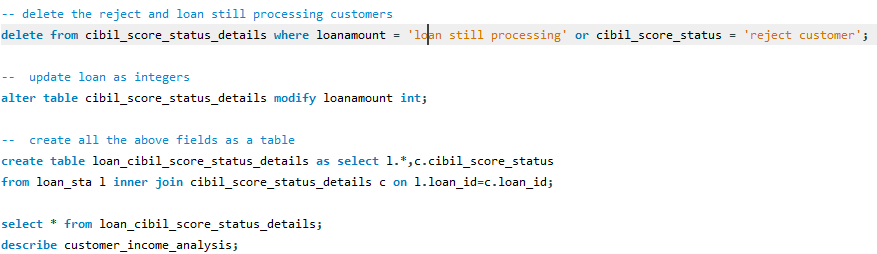 -- delete the reject and loan still processing customers
delete from cibil_score_status_details where loanamount = 'loan still processing' or cibil_score_status = 'reject customer';
--  update loan as integers
alter table cibil_score_status_details modify loanamount int;
--  create all the above fields as a table
create table loan_cibil_score_status_details as select l.*,c.cibil_score_status
from loan_sta l inner join cibil_score_status_details c on l.loan_id=c.loan_id;
select * from loan_cibil_score_status_details;
describe customer_income_analysis;